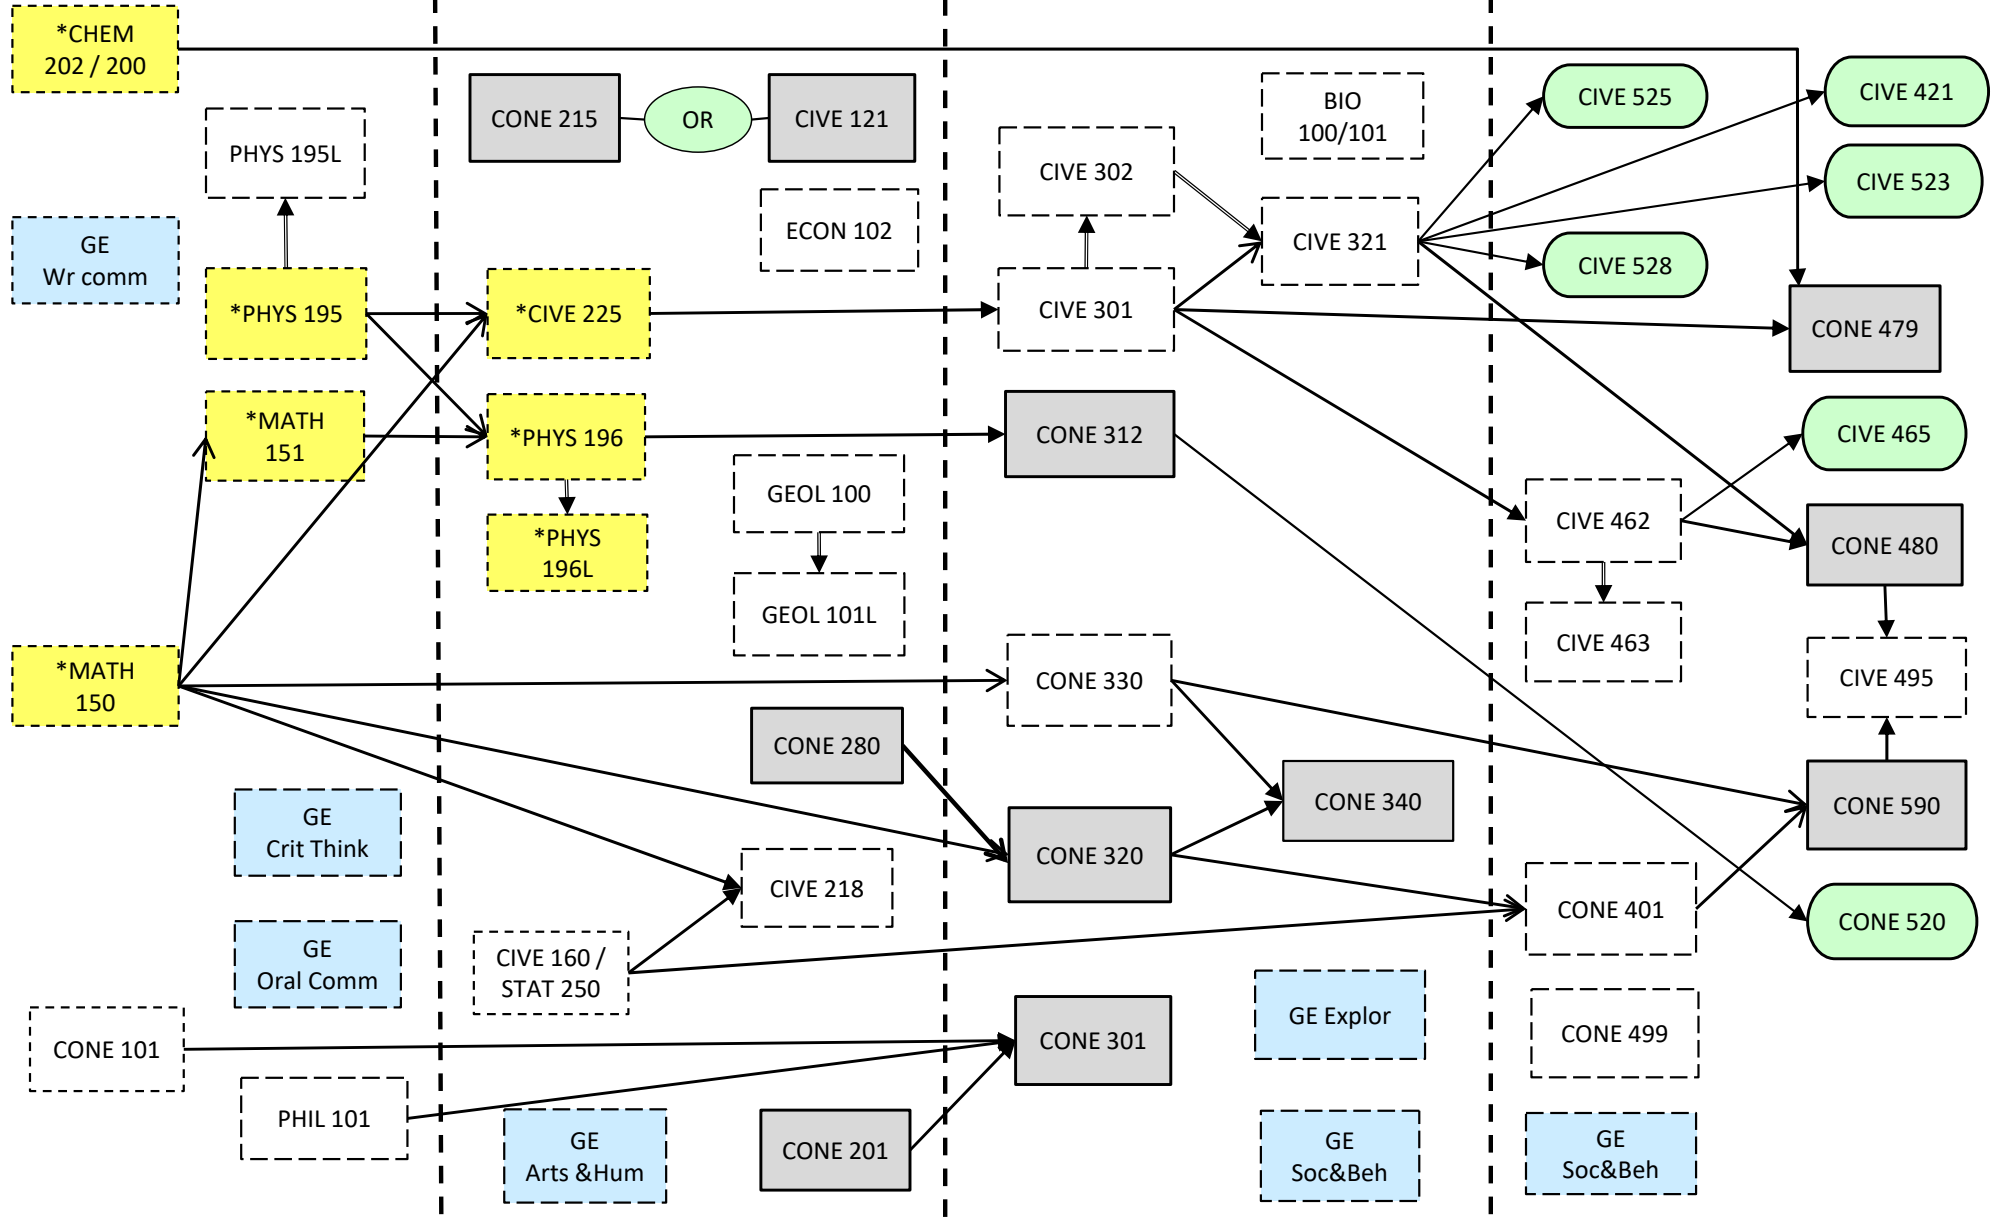 *CHEM
202 / 200
PHYS 195L
GE
Wr comm
*PHYS 195
*MATH
151
*MATH
150
GE
Crit Think
GE
Oral Comm
CONE 101
PHIL 101
CONE 215
OR
CIVE 121
ECON 102
*CIVE 225
*PHYS 196
*PHYS
196L
GEOL 100
GEOL 101L
CONE 280
CIVE 218
CIVE 160 /
STAT 250
GE
Arts &Hum
CONE 201
BIO
100/101
CIVE 302
CIVE 321
CIVE 301
CONE 312
CONE 330
CONE 340
CONE 320
CONE 301
GE Explor
GE
Soc&Beh
CIVE 525
CIVE 421
CIVE 523
CIVE 528
CONE 479
CIVE 465
CIVE 462
CONE 480
CIVE 463
CIVE 495
CONE 590
CONE 401
CONE 520
CONE 499
GE
Soc&Beh